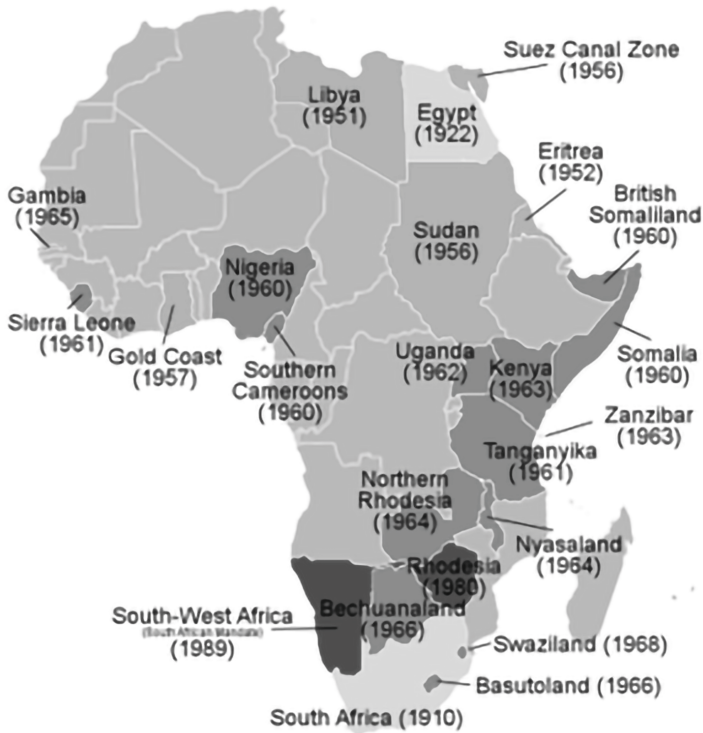 Suez Canal Zone
(1956)
Libya
(1951)
Egypt
(1922)
Eritrea
(1952)
Gambia
(1965)
British
Somaliland
(1960)
Sudan
(1956)
Nigeria
(1960)
Sierra Leone
(1961)
Gold Coast
(1957)
Southern
Cameroons
(1960)
Uganda
(1962)
Kenya
(1963)
Somalia
(1960)
Zanzibar
(1963)
Tanganyika
(1961)
Northern
Rhodesia
(1964)
Nyasaland
(1964)
Rhodesia
(1980)
South-West Africa
(South African Mandate)
(1989)
Bechuanaland
(1966)
Swaziland (1968)
Basutoland (1966)
South Africa (1910)